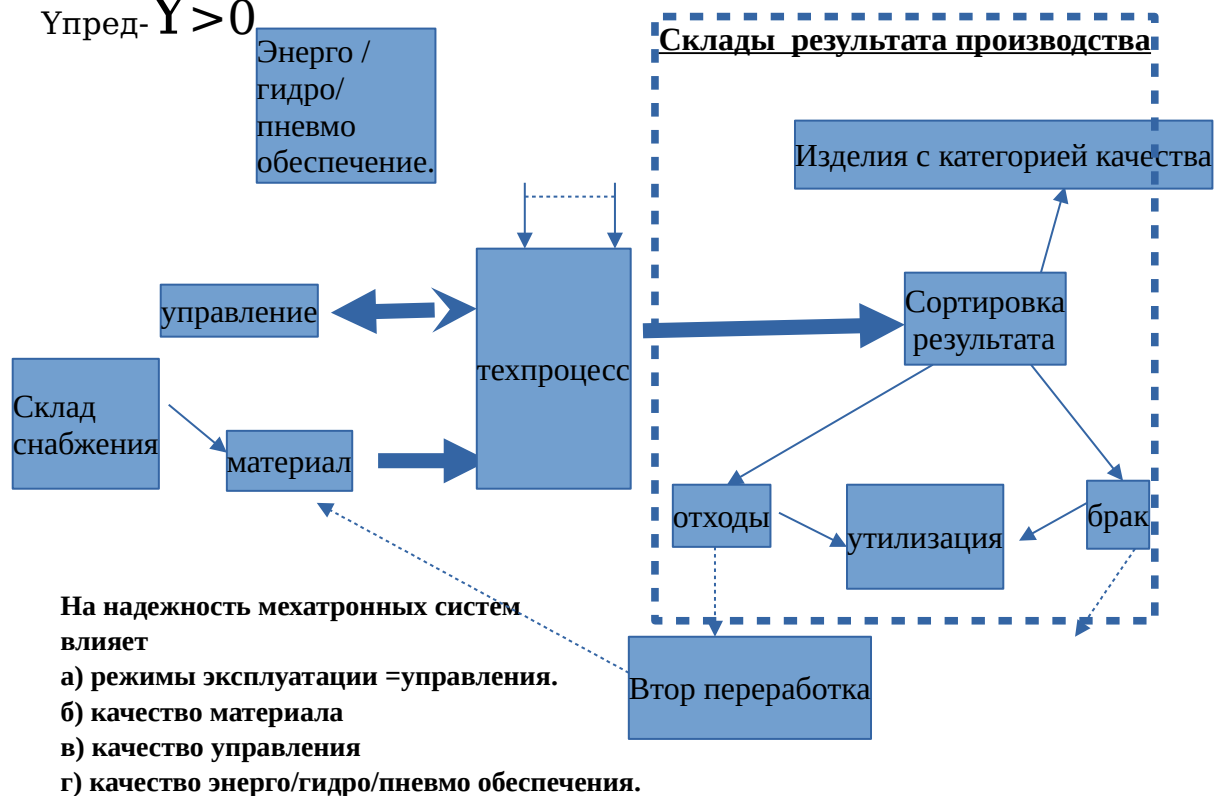 Yпред- Y >0
Энерго /
гидро/
пневмо
обеспечение.
Склады результата производства
Изделия с категорией качества
управление
техпроцесс
Сортировка
результата
Склад
снабжения
материал
отходы
утилизация
брак
Втор переработка
На надежность мехатронных систем
влияет
а) режимы эксплуатации =управления.
б) качество материала
в) качество управления
г) качество энерго/гидро/пневмо обеспечения.